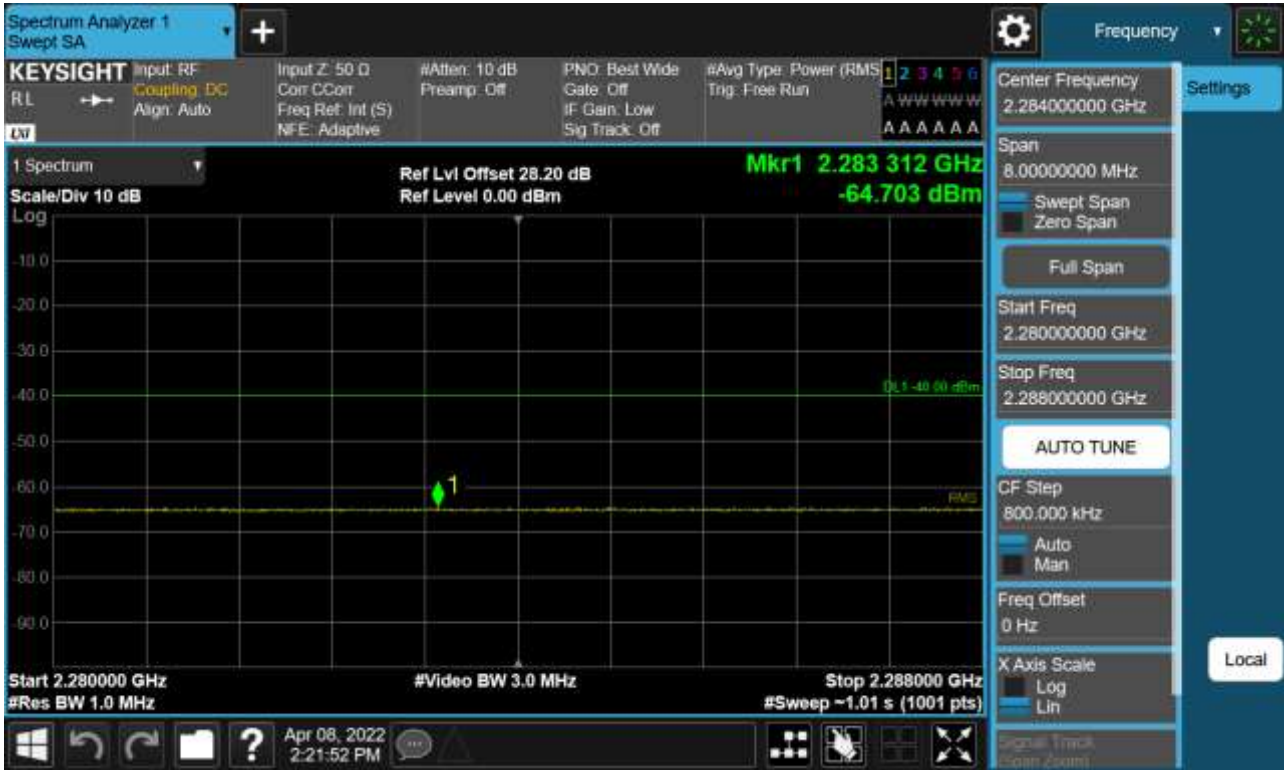 Spectrum Analyzer 1
Swept SA
+
Frequency
KEYSIGHT
RL
LXI
Input: RF
Coupling: DC
Align: Auto
Input Z: 50 Ω
Corr CCorr
Freq Ref: Int (S)
NFE: Adaptive
#Atten: 10 dB
Preamp: Off
PNO: Best Wide
Gate: Off
IF Gain: Low
Sig Track: Off
#Avg Type: Power (RMS
Trig: Free Run
1 2 3 4 5 6
A W W W W W
A A A A A A
1 Spectrum
Scale/Div 10 dB
Log
Ref Lvl Offset 28.20 dB
Ref Level 0.00 dBm
Mkr1 2.283 312 GHz
-64.703 dBm
-10.0
-20.0
-30.0
-40.0
DL1 -40.00 dBm
-50.0
-60.0
1
RMS
-70.0
-80.0
-90.0
Start 2.280000 GHz
#Res BW 1.0 MHz
#Video BW 3.0 MHz
Stop 2.288000 GHz
#Sweep ~1.01 s (1001 pts)
Center Frequency
2.284000000 GHz
Settings
Span
8.00000000 MHz
Swept Span
Zero Span
Full Span
Start Freq
2.280000000 GHz
Stop Freq
2.288000000 GHz
AUTO TUNE
CF Step
800.000 kHz
Auto
Man
Freq Offset
0 Hz
X Axis Scale
Log
Lin
Local
Signal Track
(Span Zoom)
?
Apr 08, 2022
2:21:52 PM